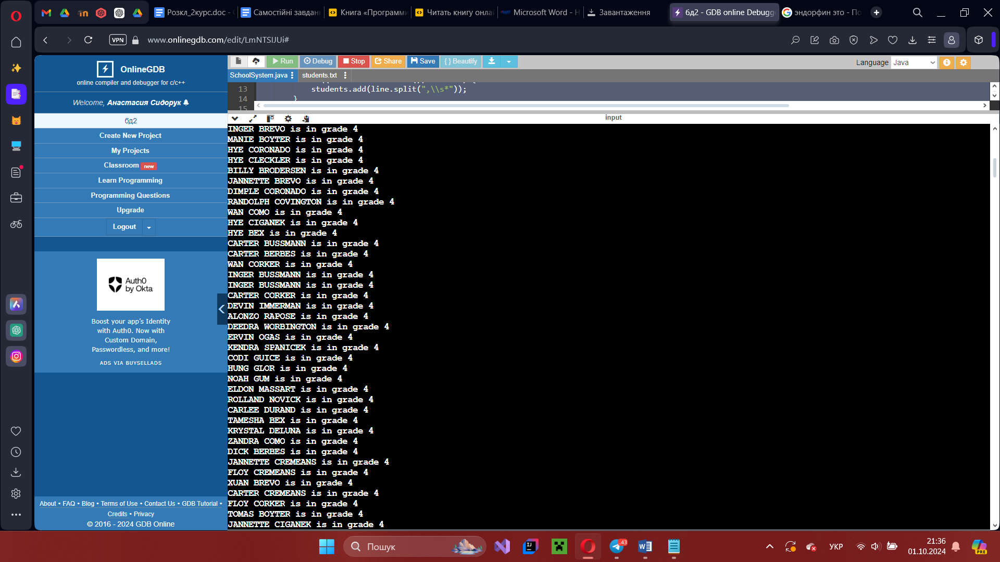 Розкл_2курс.doc -
Самостійні завдан
Книга «Программи
Читать книгу онла
Microsoft Word - Н
Завантаження
бд2 - GDB online Debugge
эндорфин это - По
VPN
www.onlinegdb.com/edit/LmNTSIJUi#
OnlineGDB
online compiler and debugger for c/c++
Welcome, Анастасия Сидорук
бд2
Create New Project
My Projects
Classroom new
Learn Programming
Programming Questions
Upgrade
Logout
Auth0
by Okta
Boost your app's Identity
with Auth0. Now with
Custom Domain,
Passwordless, and more!
ADS VIA BUYSELLADS
About • FAQ • Blog • Terms of Use • Contact Us • GDB Tutorial •
Credits • Privacy
© 2016 - 2024 GDB Online
Run
Debug
Stop
Share
Save
{ } Beautify
Language
Java
SchoolSystem.java
students.txt
13 students.add(line.split(",\\s*"));
14 }
15
input
INGER BREVO is in grade 4
MANIE BOYTER is in grade 4
HYE CORONADO is in grade 4
HYE CLECKLER is in grade 4
BILLY BRODERSEN is in grade 4
JANNETTE BREVO is in grade 4
DIMPLE CORONADO is in grade 4
RANDOLPH COVINGTON is in grade 4
WAN COMO is in grade 4
HYE CIGANEK is in grade 4
HYE BEX is in grade 4
CARTER BUSSMANN is in grade 4
CARTER BERBES is in grade 4
WAN CORKER is in grade 4
INGER BUSSMANN is in grade 4
INGER BUSSMANN is in grade 4
CARTER CORKER is in grade 4
DEVIN IMMERMAN is in grade 4
ALONZO RAPOSE is in grade 4
DEEDRA WORBINGTON is in grade 4
ERVIN OGAS is in grade 4
KENDRA SPANICEK is in grade 4
CODI GUICE is in grade 4
HUNG GLOR is in grade 4
NOAH GUM is in grade 4
ELDON MASSART is in grade 4
ROLLAND NOVICK is in grade 4
CARLEE DURAND is in grade 4
TAMESHA BEX is in grade 4
KRYSTAL DELUNA is in grade 4
ZANDRA COMO is in grade 4
DICK BERBES is in grade 4
JANNETTE CREMEANS is in grade 4
FLOY CREMEANS is in grade 4
XUAN BREVO is in grade 4
CARTER CREMEANS is in grade 4
FLOY CORKER is in grade 4
TOMAS BOYTER is in grade 4
JANNETTE CIGANEK is in grade 4
Пошук
43
УКР
21:36
01.10.2024
PRE